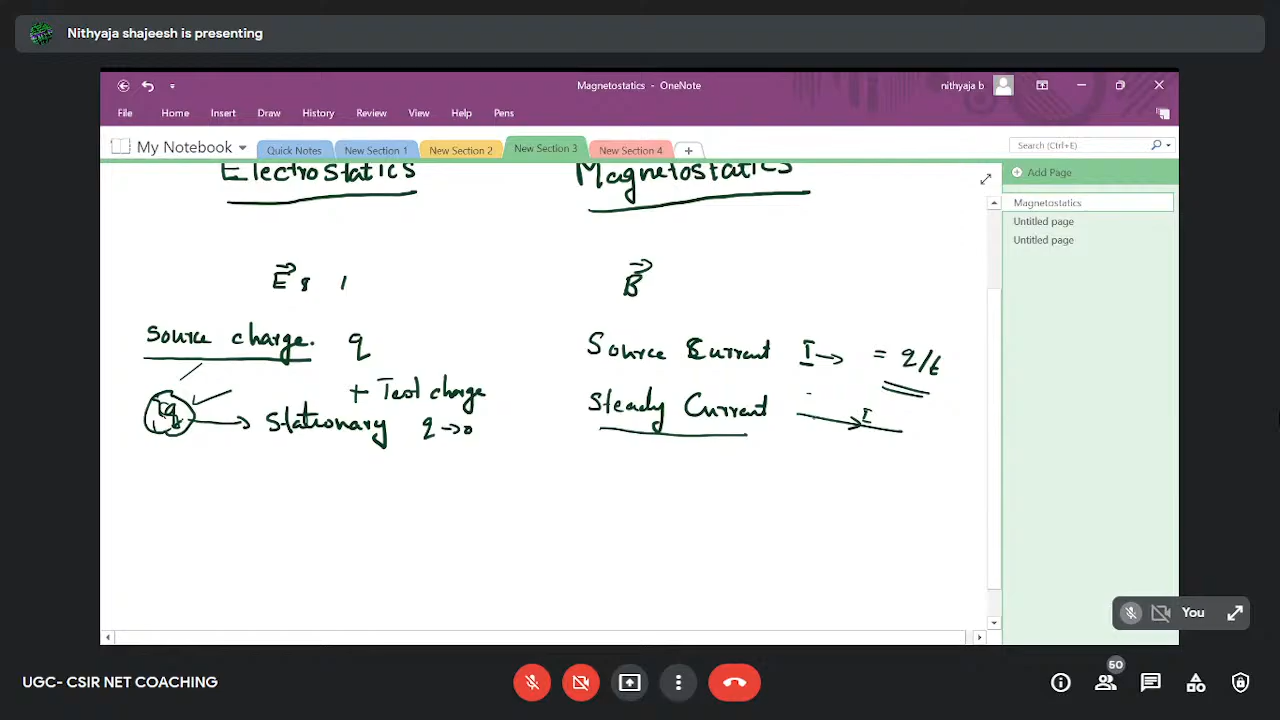 Nithyaja shajeesh is presenting
Magnetostatics - OneNote
nithyaja b
File Home Insert Draw History Review View Help Pens
My Notebook Quick Notes New Section 1 New Section 2 New Section 3 New Section 4 +
Search (Ctrl+E)
Add Page
Magnetostatics
Untitled page
Untitled page
Electrostatics Magnetostatics
E B
Source charge. q
Source Current I → = q/t
+ Test charge
q → Stationary q → 0
Steady Current I
You
UGC- CSIR NET COACHING
50